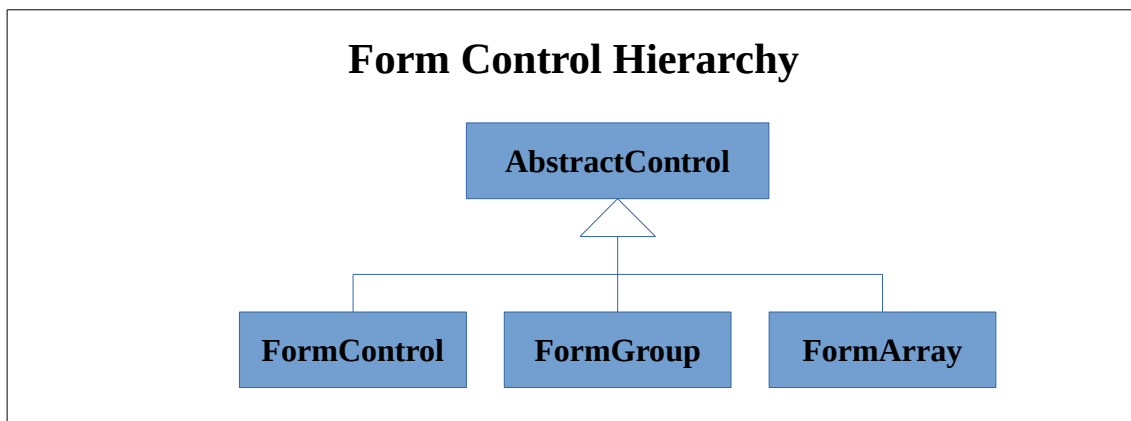 Form Control Hierarchy
AbstractControl
FormControl
FormGroup
FormArray